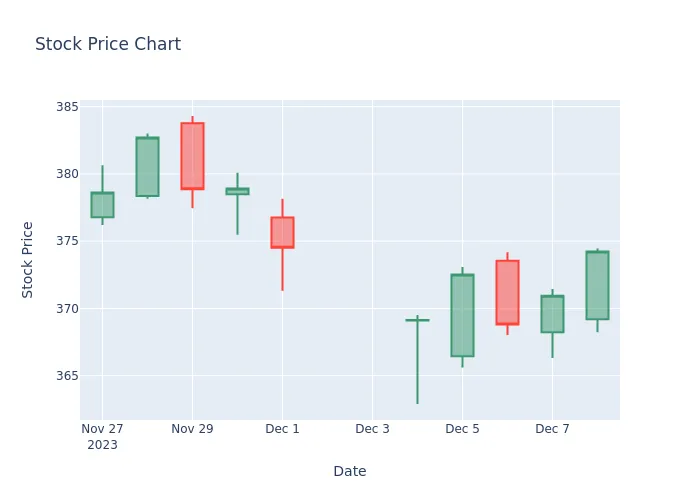 Stock Price Chart
385
380
375
370
365
Stock Price
Nov 27
2023
Nov 29
Dec 1
Dec 3
Dec 5
Dec 7
Date